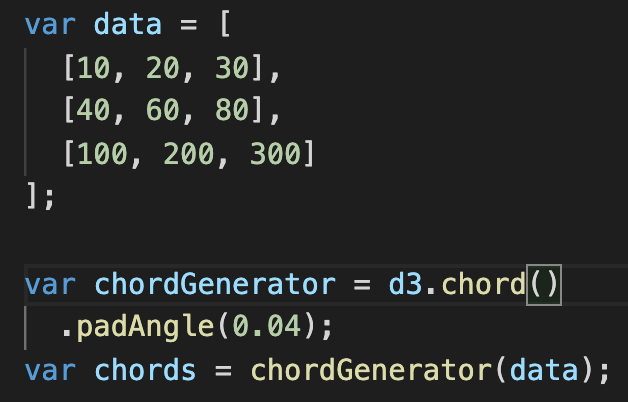 var data = [
  [10, 20, 30],
  [40, 60, 80],
  [100, 200, 300]
];
var chordGenerator = d3.chord()
  .padAngle(0.04);
var chords = chordGenerator(data);